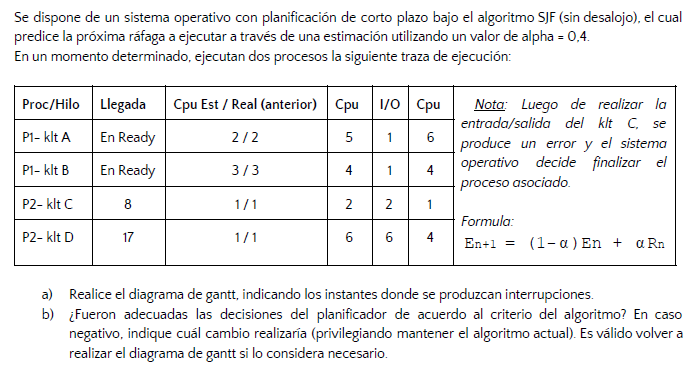 Se dispone de un sistema operativo con planificación de corto plazo bajo el algoritmo SJF (sin desalojo), el cual
predice la próxima ráfaga a ejecutar a través de una estimación utilizando un valor de alpha = 0,4.
En un momento determinado, ejecutan dos procesos la siguiente traza de ejecución:
Proc/Hilo Llegada Cpu Est / Real (anterior) Cpu I/O Cpu
P1- klt A En Ready 2 / 2 5 1 6
P1- klt B En Ready 3 / 3 4 1 4
P2- klt C 8 1 / 1 2 2 1
P2- klt D 17 1 / 1 6 6 4
Nota: Luego de realizar la
entrada/salida del klt C, se
produce un error y el sistema
operativo decide finalizar el
proceso asociado.
Formula:
En+1 = (1-α)En + αRn
a) Realice el diagrama de gantt, indicando los instantes donde se produzcan interrupciones.
b) ¿Fueron adecuadas las decisiones del planificador de acuerdo al criterio del algoritmo? En caso
negativo, indique cuál cambio realizaría (privilegiando mantener el algoritmo actual). Es válido volver a
realizar el diagrama de gantt si lo considera necesario.